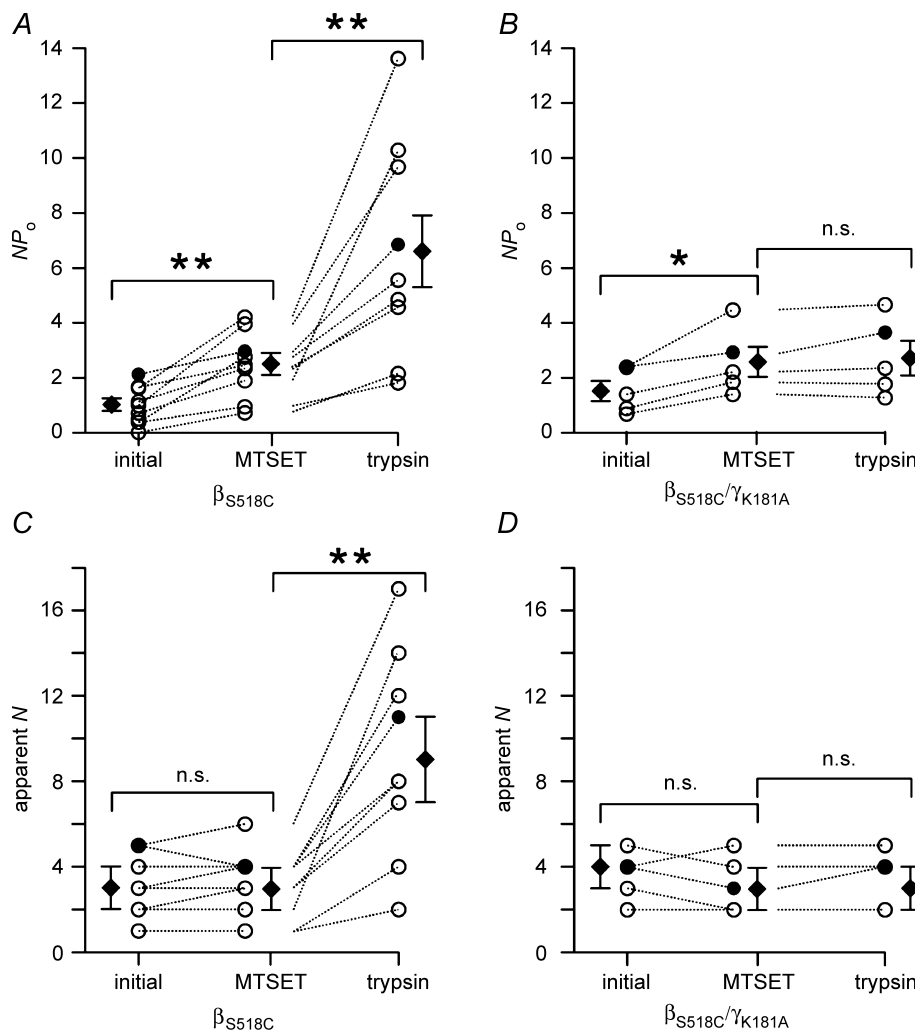 A
B
**
14
12
10
8
6
4
2
0
NPo
**
initial
MTSET
trypsin
βS518C
14
12
10
8
6
4
2
0
NPo
*
n.s.
initial
MTSET
trypsin
βS518C/γK181A
C
D
**
16
12
8
4
0
apparent N
n.s.
initial
MTSET
trypsin
βS518C
16
12
8
4
0
apparent N
n.s.
n.s.
initial
MTSET
trypsin
βS518C/γK181A